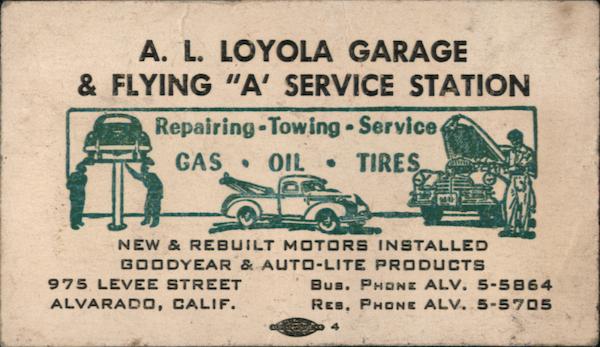 A. L. LOYOLA GARAGE
& FLYING "A' SERVICE STATION
Repairing - Towing - Service
GAS • OIL • TIRES
NEW & REBUILT MOTORS INSTALLED
GOODYEAR & AUTO-LITE PRODUCTS
975 LEVEE STREET BUS. PHONE ALV. 5-5864
ALVARADO, CALIF. RES. PHONE ALV. 5-5705
4